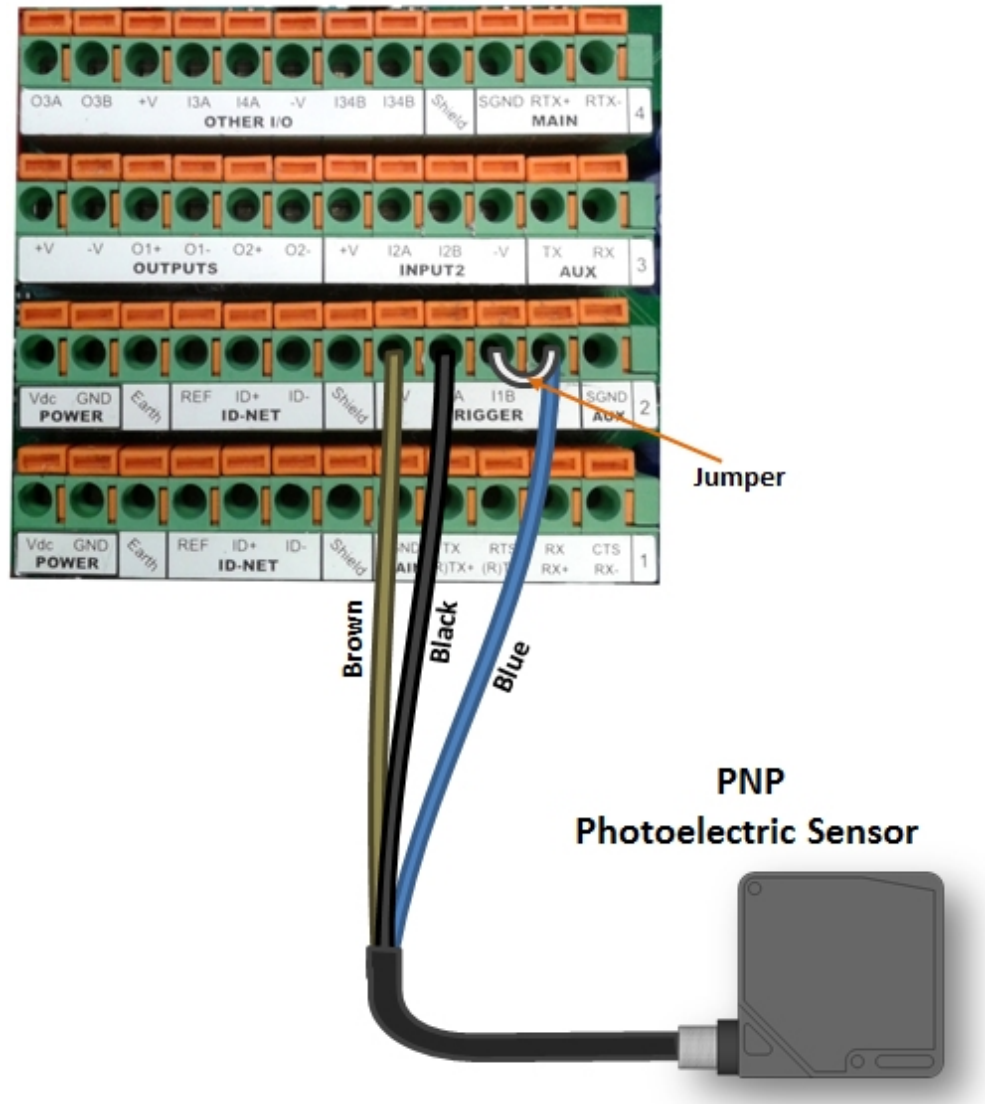 O3A O3B +V I3A I4A -V I34B I34B Shield SGND RTX+ RTX-
OTHER I/O MAIN 4
+V -V O1+ O1- O2+ O2- +V I2A I2B -V TX RX
OUTPUTS INPUT2 AUX 3
Vdc GND Earth REF ID+ ID- Shield V A I1B SGND
POWER ID-NET RIGGER AUX 2
Jumper
Vdc GND Earth REF ID+ ID- Shield ND TX RTS RX CTS
POWER ID-NET AIN R)TX+ (R)T RX+ RX- 1
Brown
Black
Blue
PNP
Photoelectric Sensor